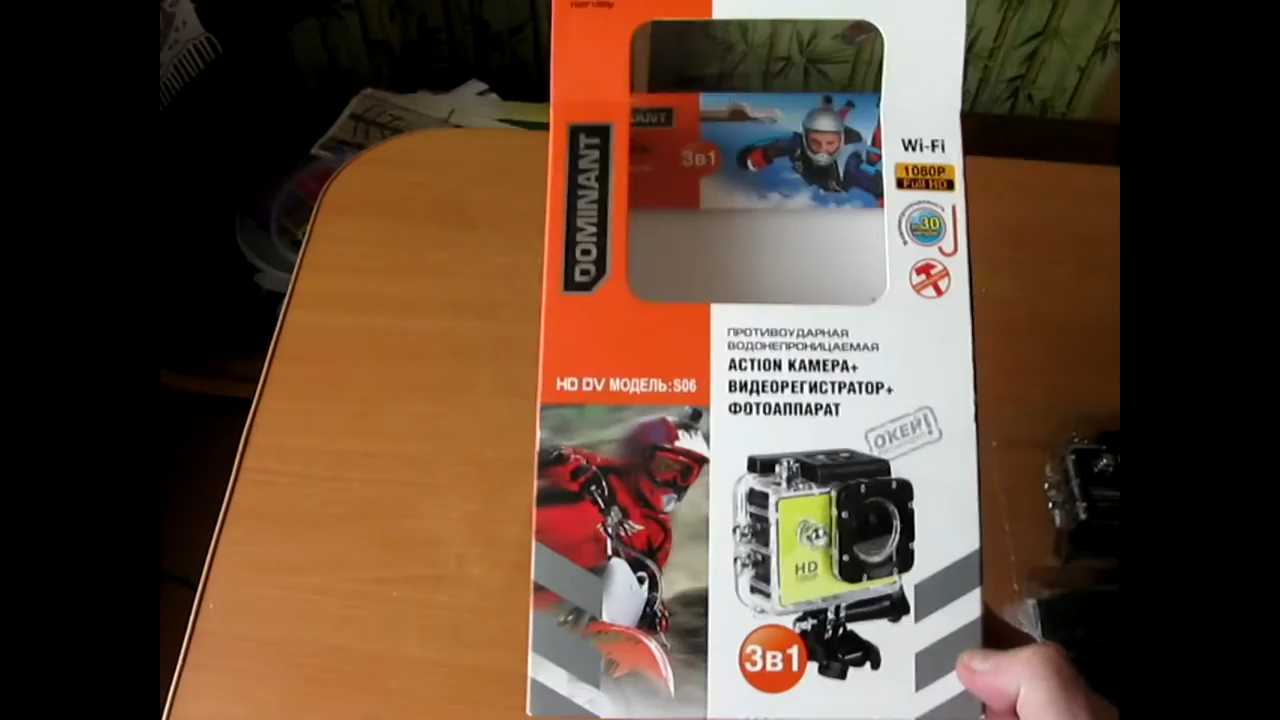 DOMINANT
ANT
3в1
Wi-Fi
1080P
Full HD
30
ПРОТИВОУДАРНАЯ
ВОДОНЕПРОНИЦАЕМАЯ
ACTION КАМЕРА+
ВИДЕОРЕГИСТРАТОР+
ФОТОАППАРАТ
HD DV МОДЕЛЬ:S06
ОКЕЙ!
HD
3в1